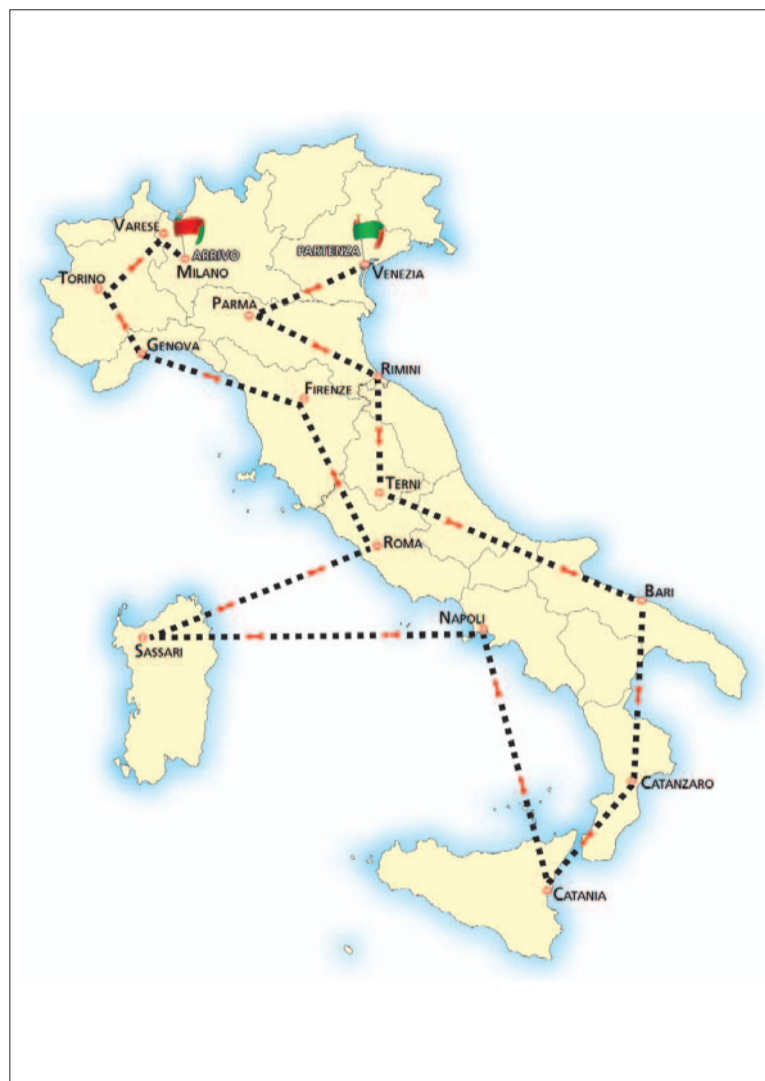 VARESE
ARRIVO
PARTENZA
MILANO
VENEZIA
TORINO
PARMA
GENOVA
RIMINI
FIRENZE
TERNI
ROMA
BARI
NAPOLI
SASSARI
CATANZARO
CATANIA